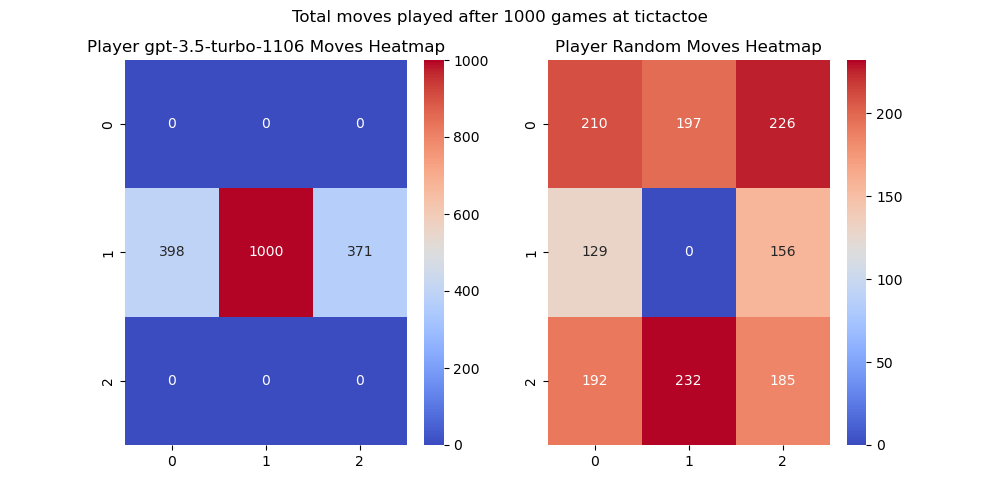 Total moves played after 1000 games at tictactoe
Player gpt-3.5-turbo-1106 Moves Heatmap
0 0 0 0
1 398 1000 371
2 0 0 0
0 1 2
1000
800
600
400
200
0
Player Random Moves Heatmap
0 210 197 226
1 129 0 156
2 192 232 185
0 1 2
200
150
100
50
0